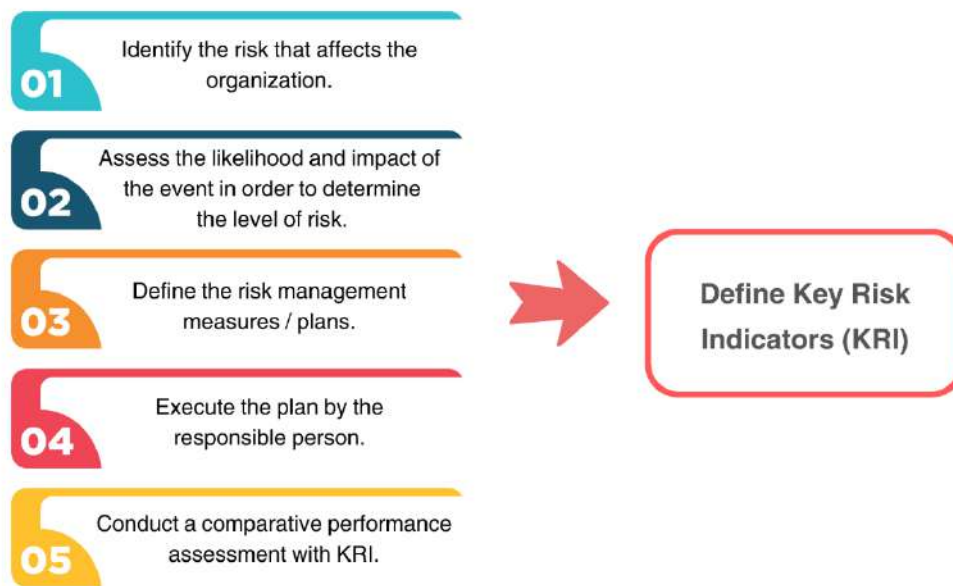 01
Identify the risk that affects the
organization.
02
Assess the likelihood and impact of
the event in order to determine
the level of risk.
03
Define the risk management
measures / plans.
04
Execute the plan by the
responsible person.
05
Conduct a comparative performance
assessment with KRI.
Define Key Risk
Indicators (KRI)